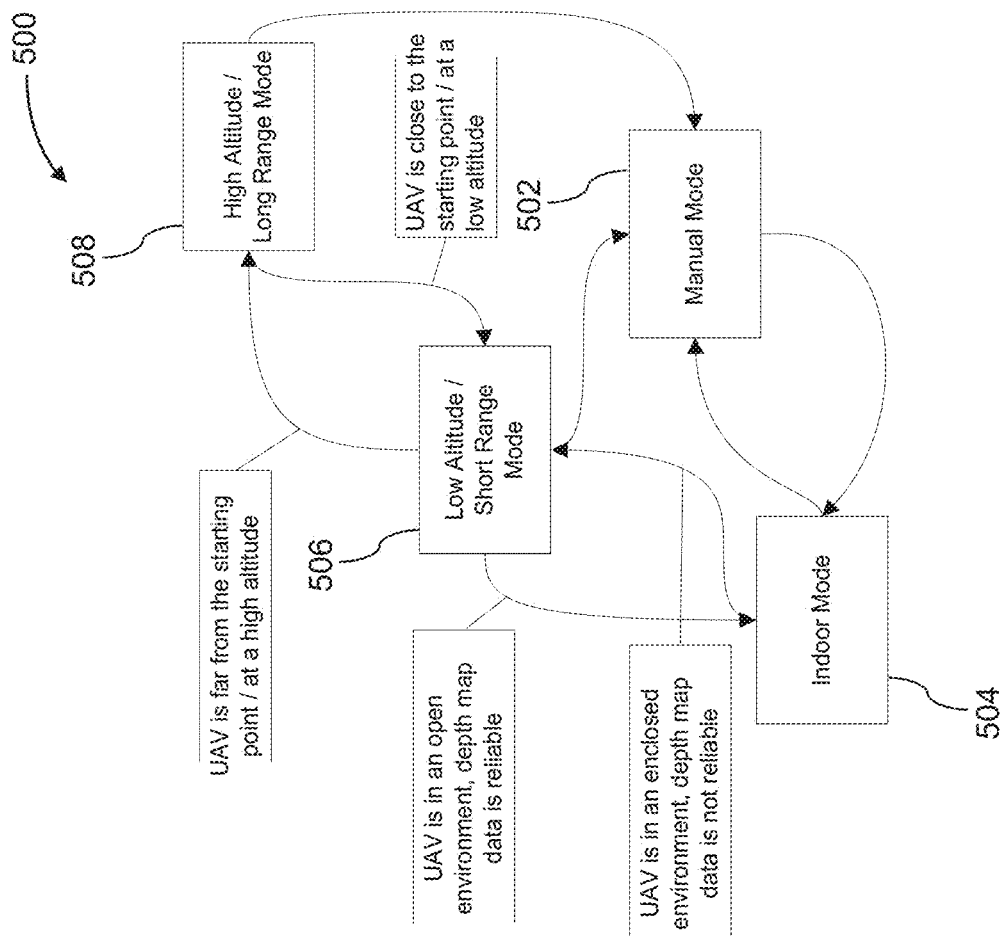 500
508
High Altitude /
Long Range Mode
UAV is close to the
starting point / at a
low altitude
502
Manual Mode
UAV is far from the starting
point / at a high altitude
506
Low Altitude /
Short Range
Mode
UAV is in an open
environment, depth map
data is reliable
UAV is in an enclosed
environment, depth map
data is not reliable
Indoor Mode
504